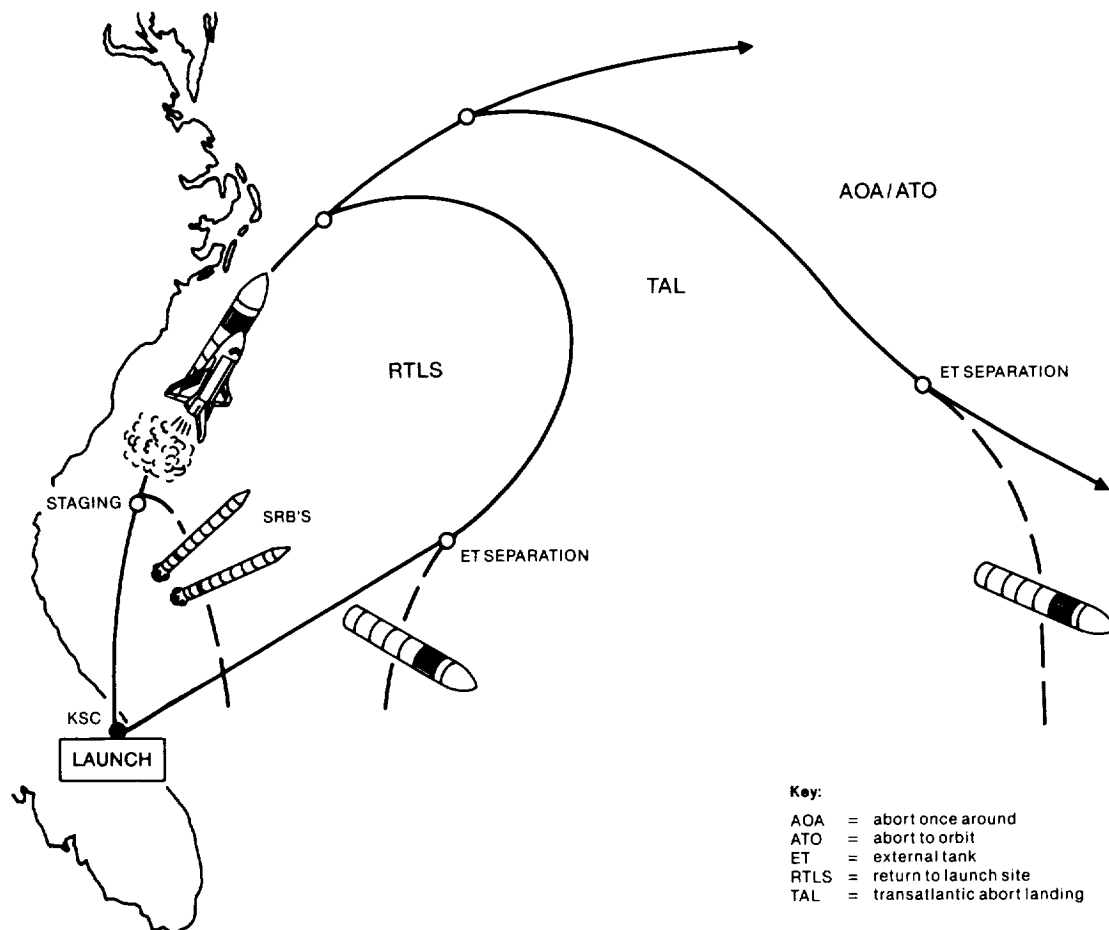 AOA/ATO
TAL
RTLS
ET SEPARATION
STAGING
SRB'S
ET SEPARATION
KSC
LAUNCH
Key:
AOA = abort once around
ATO = abort to orbit
ET = external tank
RTLS = return to launch site
TAL = transatlantic abort landing